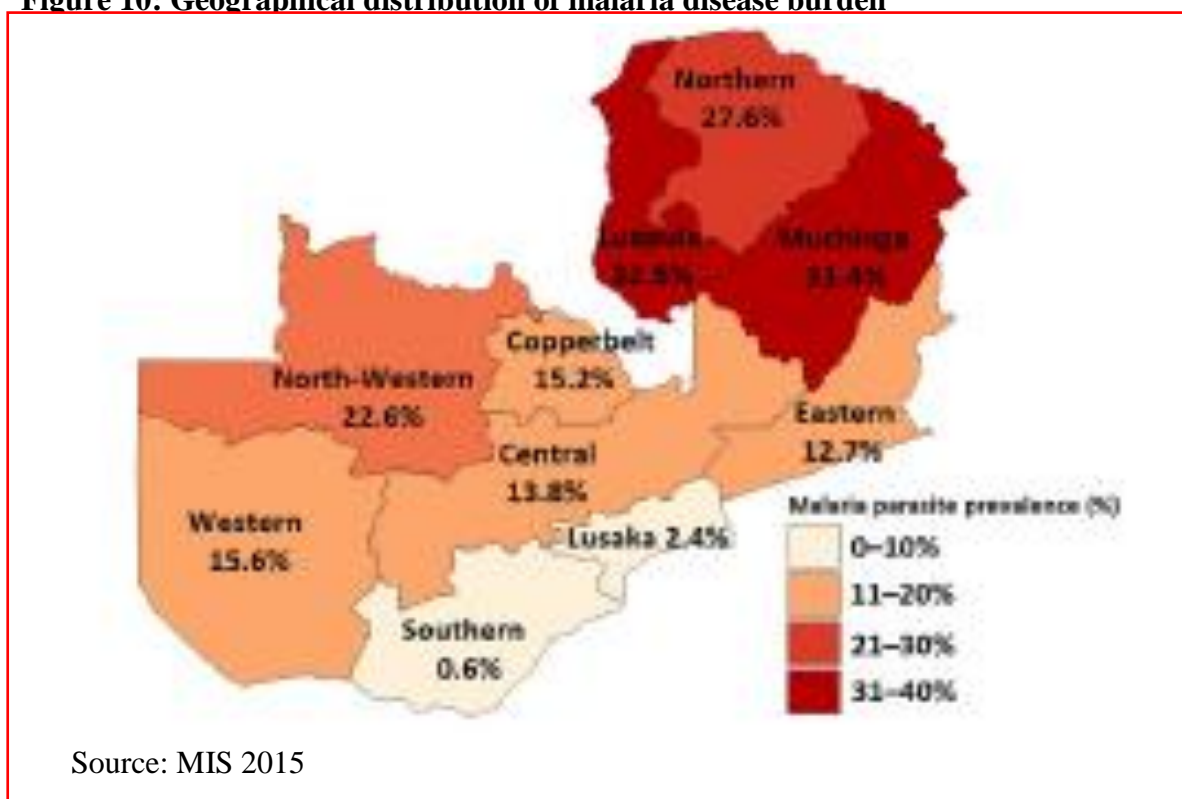 Figure 10: Geographical distribution of malaria disease burden
Northern
27.6%
Luapula
Muchinga
Copperbelt
15.2%
North-Western
22.6%
Eastern
12.7%
Central
13.8%
Malaria parasite prevalence (%)
Western
15.6%
Lusaka 2.4%
0–10%
11–20%
Southern
0.6%
21–30%
31–40%
Source: MIS 2015